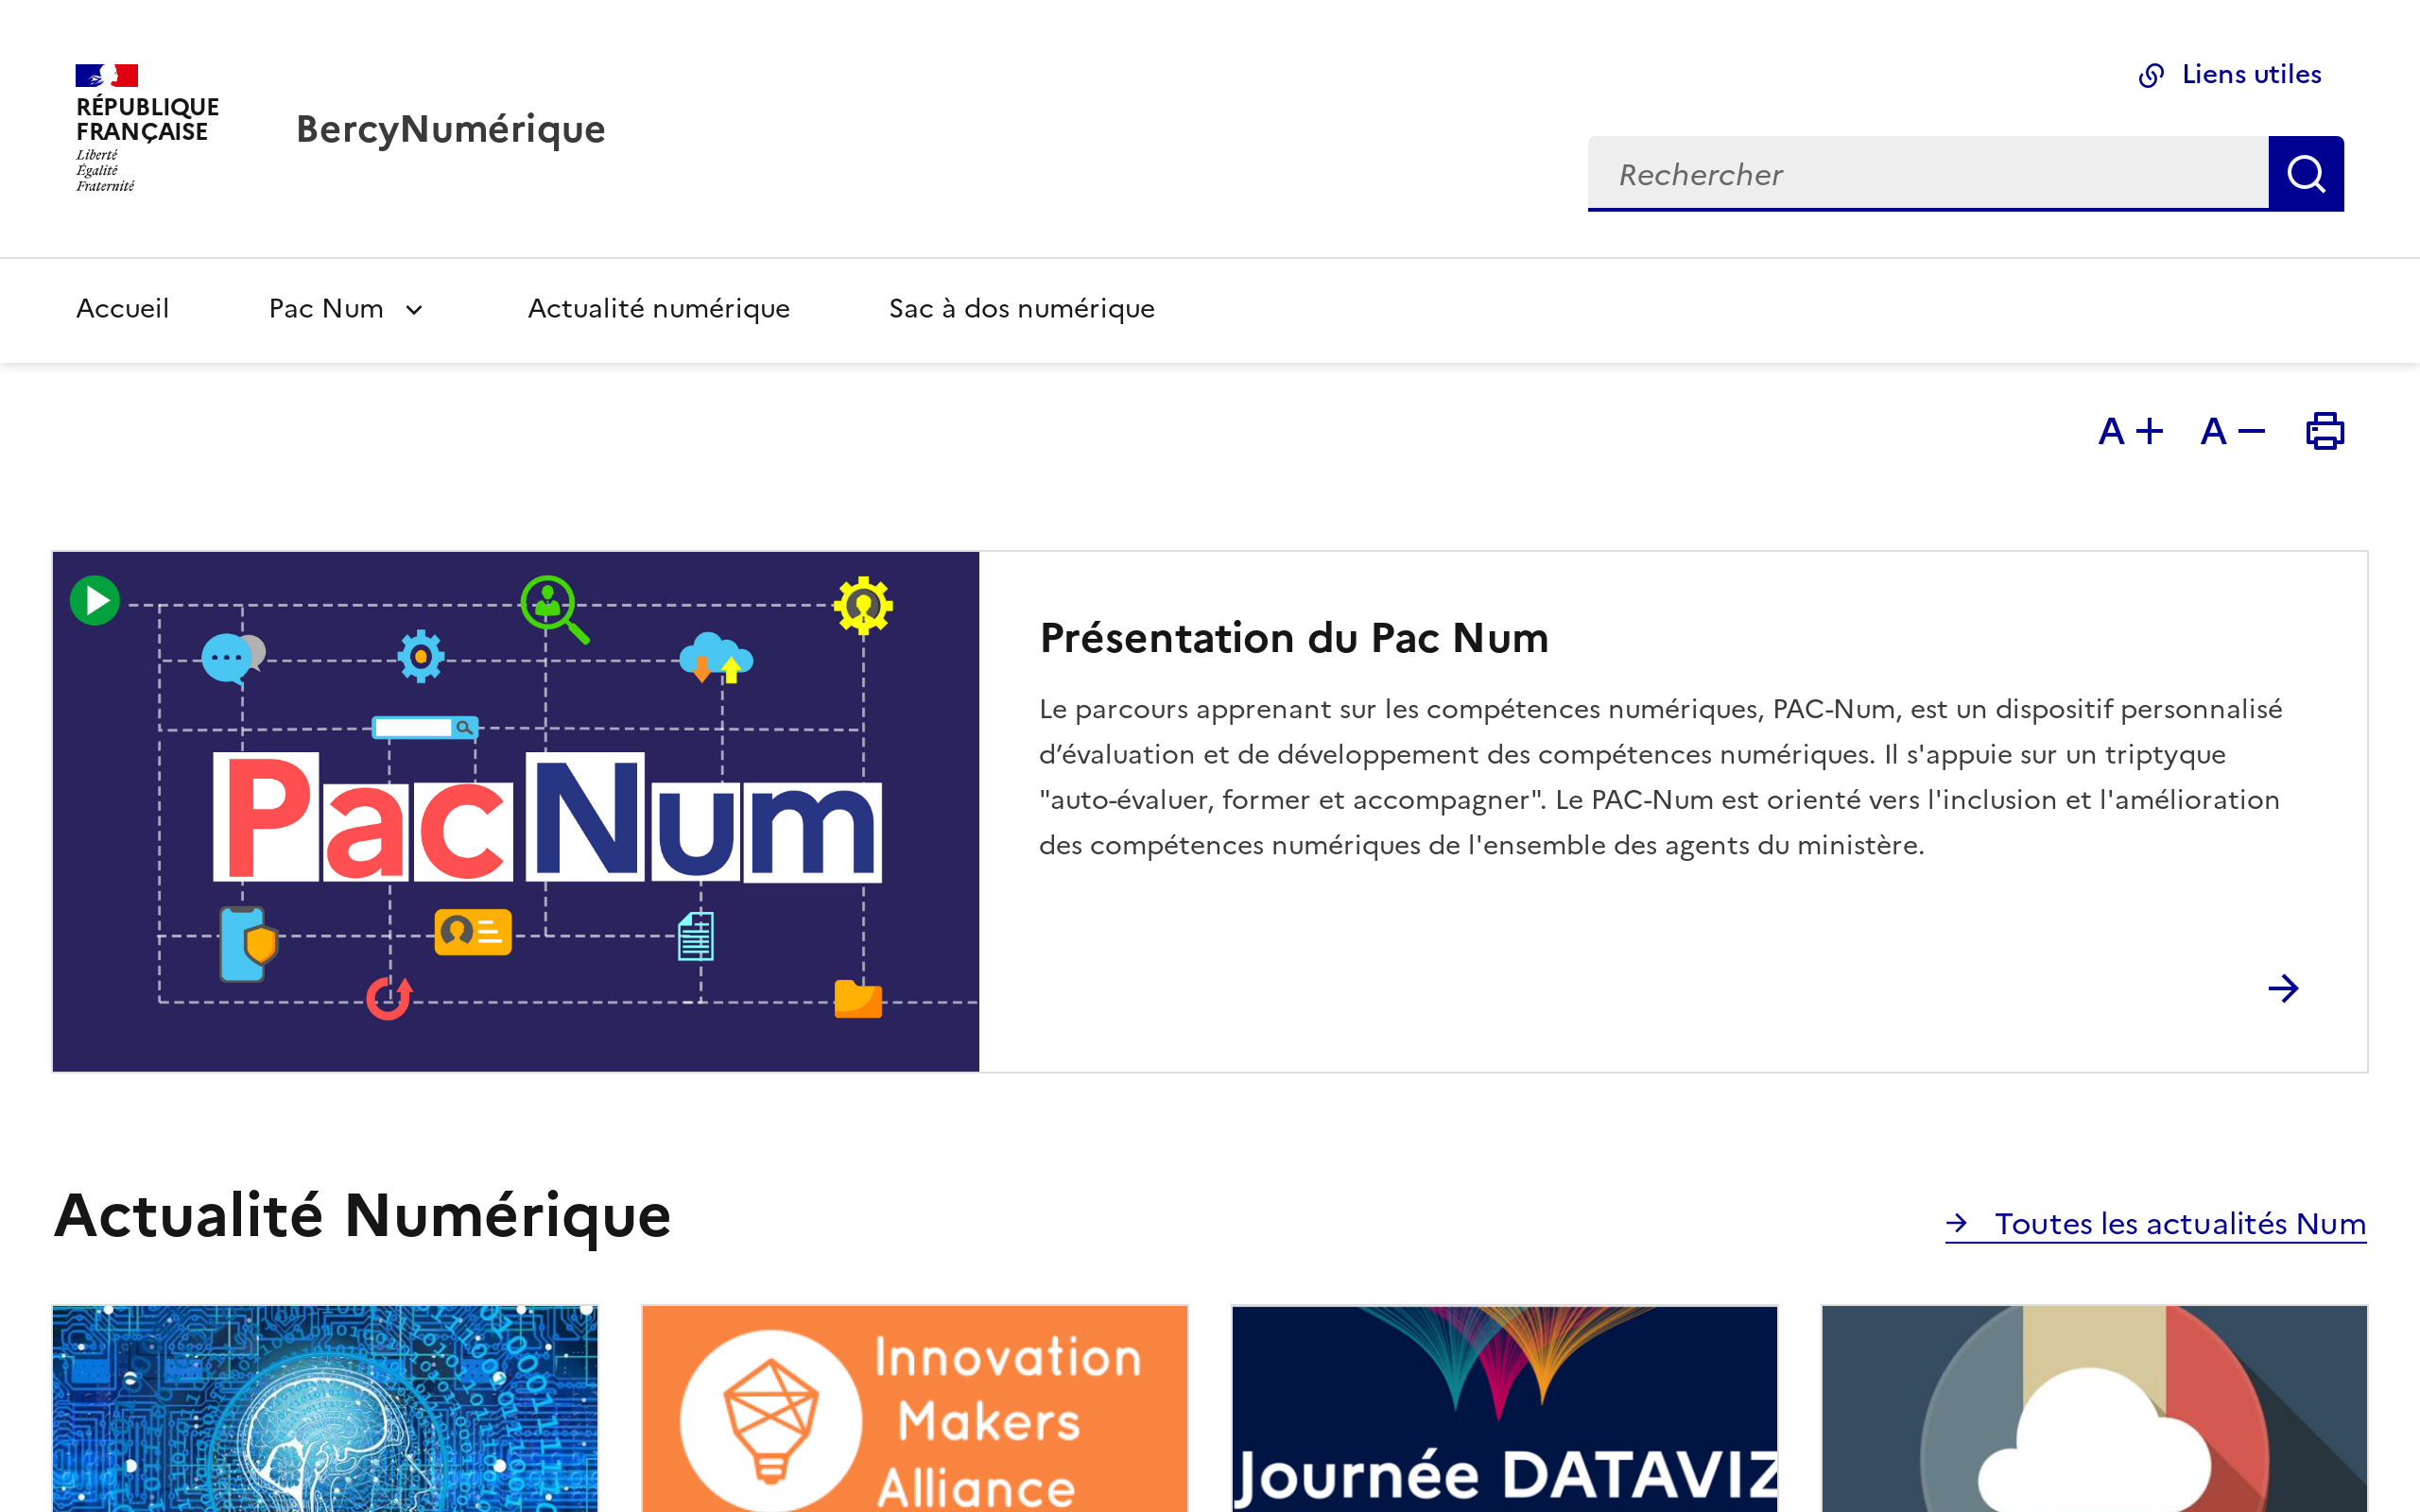 Liens utiles
RÉPUBLIQUE
FRANÇAISE
Liberté
Égalité
Fraternité
BercyNumérique
Rechercher
Accueil
Pac Num
Actualité numérique
Sac à dos numérique
A +
A −
Pac Num
Présentation du Pac Num
Le parcours apprenant sur les compétences numériques, PAC-Num, est un dispositif personnalisé
d’évaluation et de développement des compétences numériques. Il s'appuie sur un triptyque
"auto-évaluer, former et accompagner". Le PAC-Num est orienté vers l'inclusion et l'amélioration
des compétences numériques de l'ensemble des agents du ministère.
Actualité Numérique
Toutes les actualités Num
Innovation
Makers
Alliance
Journée DATAVIZ